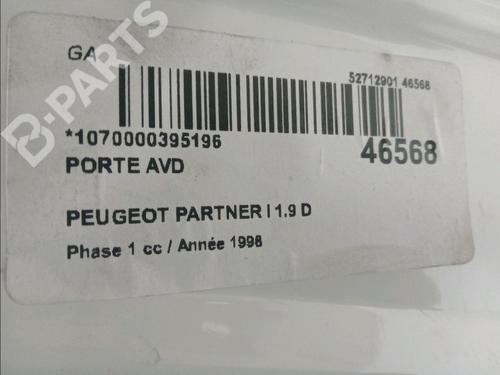 GA
52712901 46568
*1070000395196
46568
PORTE AVD
PEUGEOT PARTNER I 1.9 D
Phase 1 cc / Année 1998
B-PARTS